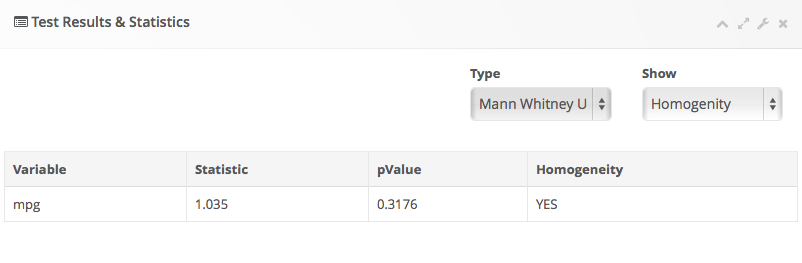 Test Results & Statistics
Type
Show
Mann Whitney U
Homogenity
Variable Statistic pValue Homogeneity
mpg 1.035 0.3176 YES